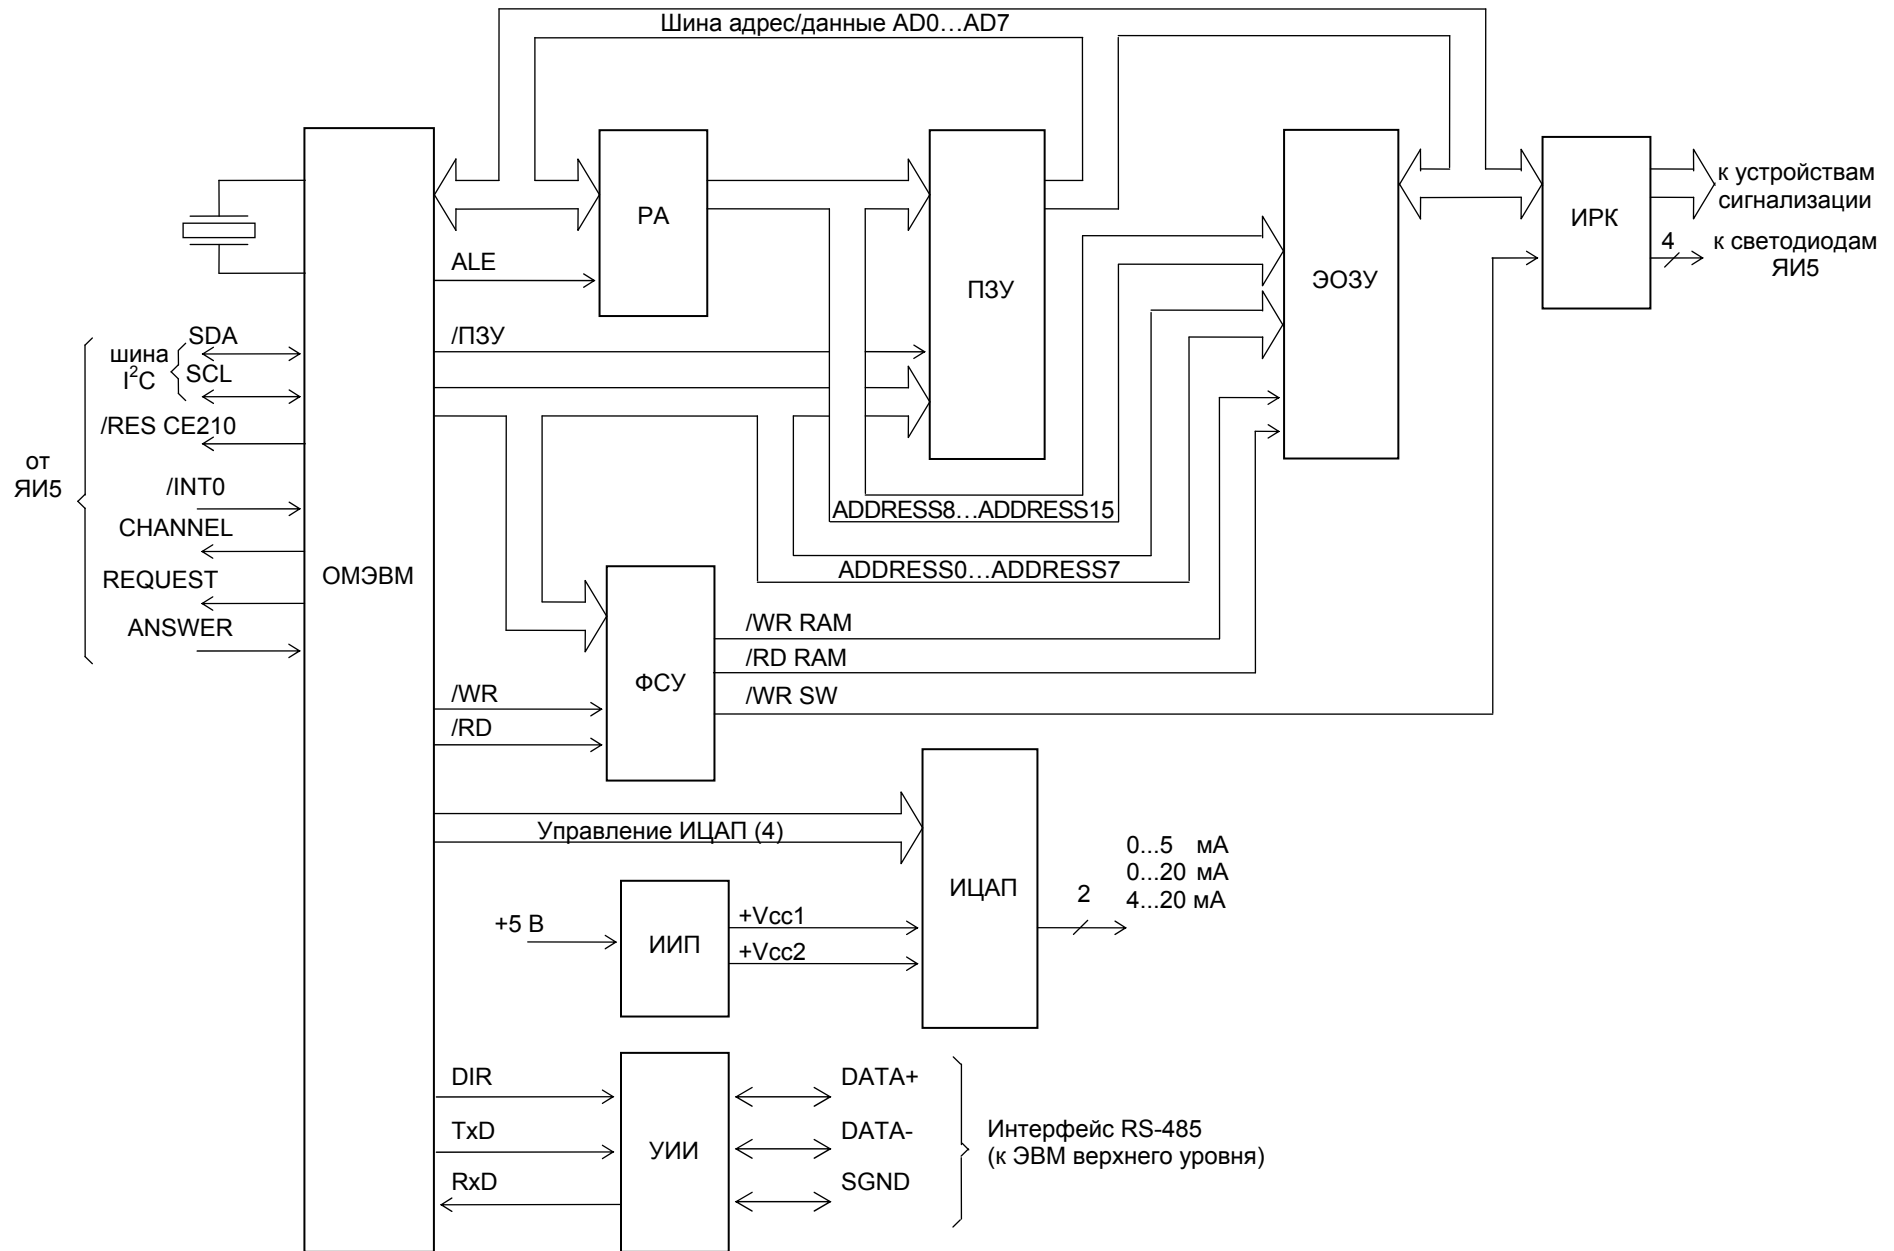 Шина адрес/данные AD0…AD7
РА
ПЗУ
ЭОЗУ
ИРК
к устройствам
сигнализации
4
к светодиодам
ЯИ5
ALE
/ПЗУ
SDA
шина
I²C
SCL
/RES CE210
от
ЯИ5
/INT0
CHANNEL
REQUEST
ANSWER
ОМЭВМ
ADDRESS8…ADDRESS15
ADDRESS0…ADDRESS7
ФСУ
/WR RAM
/RD RAM
/WR SW
/WR
/RD
Управление ИЦАП (4)
ИЦАП
0...5 мА
0...20 мА
4...20 мА
2
+5 В
ИИП
+Vcc1
+Vcc2
DIR
TxD
RxD
УИИ
DATA+
DATA-
SGND
Интерфейс RS-485
(к ЭВМ верхнего уровня)